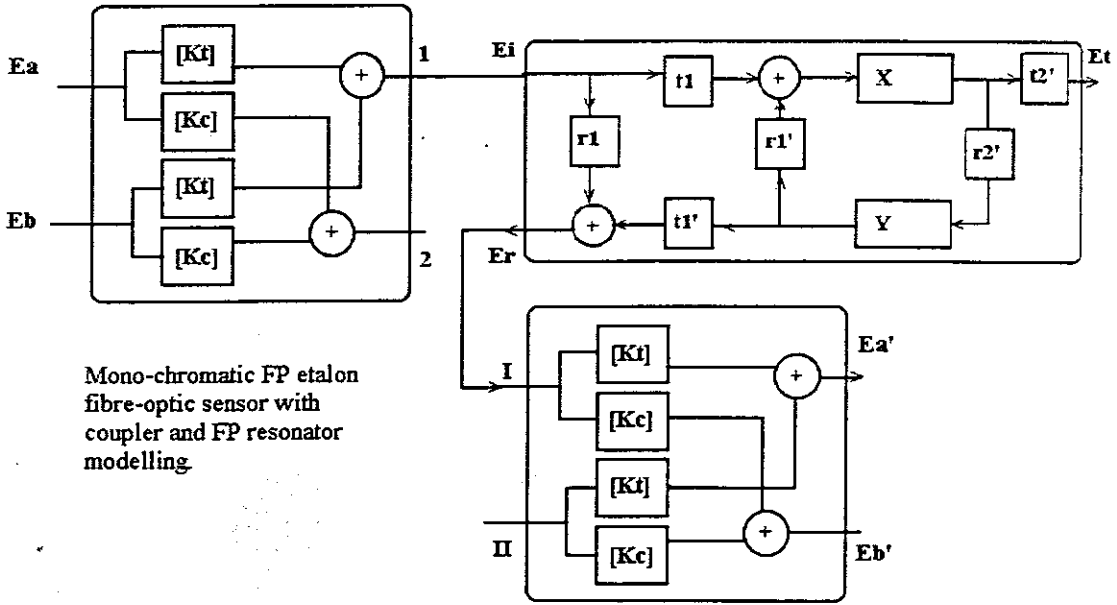 Ea
[Kt]
[Kc]
Eb
[Kt]
[Kc]
1
2
Ei
Et
t1
+
X
t2'
r1
r1'
r2'
+
t1'
Y
Er
+
+
Mono-chromatic FP etalon
fibre-optic sensor with
coupler and FP resonator
modelling.
I
II
[Kt]
[Kc]
[Kt]
[Kc]
+
+
Ea'
Eb'